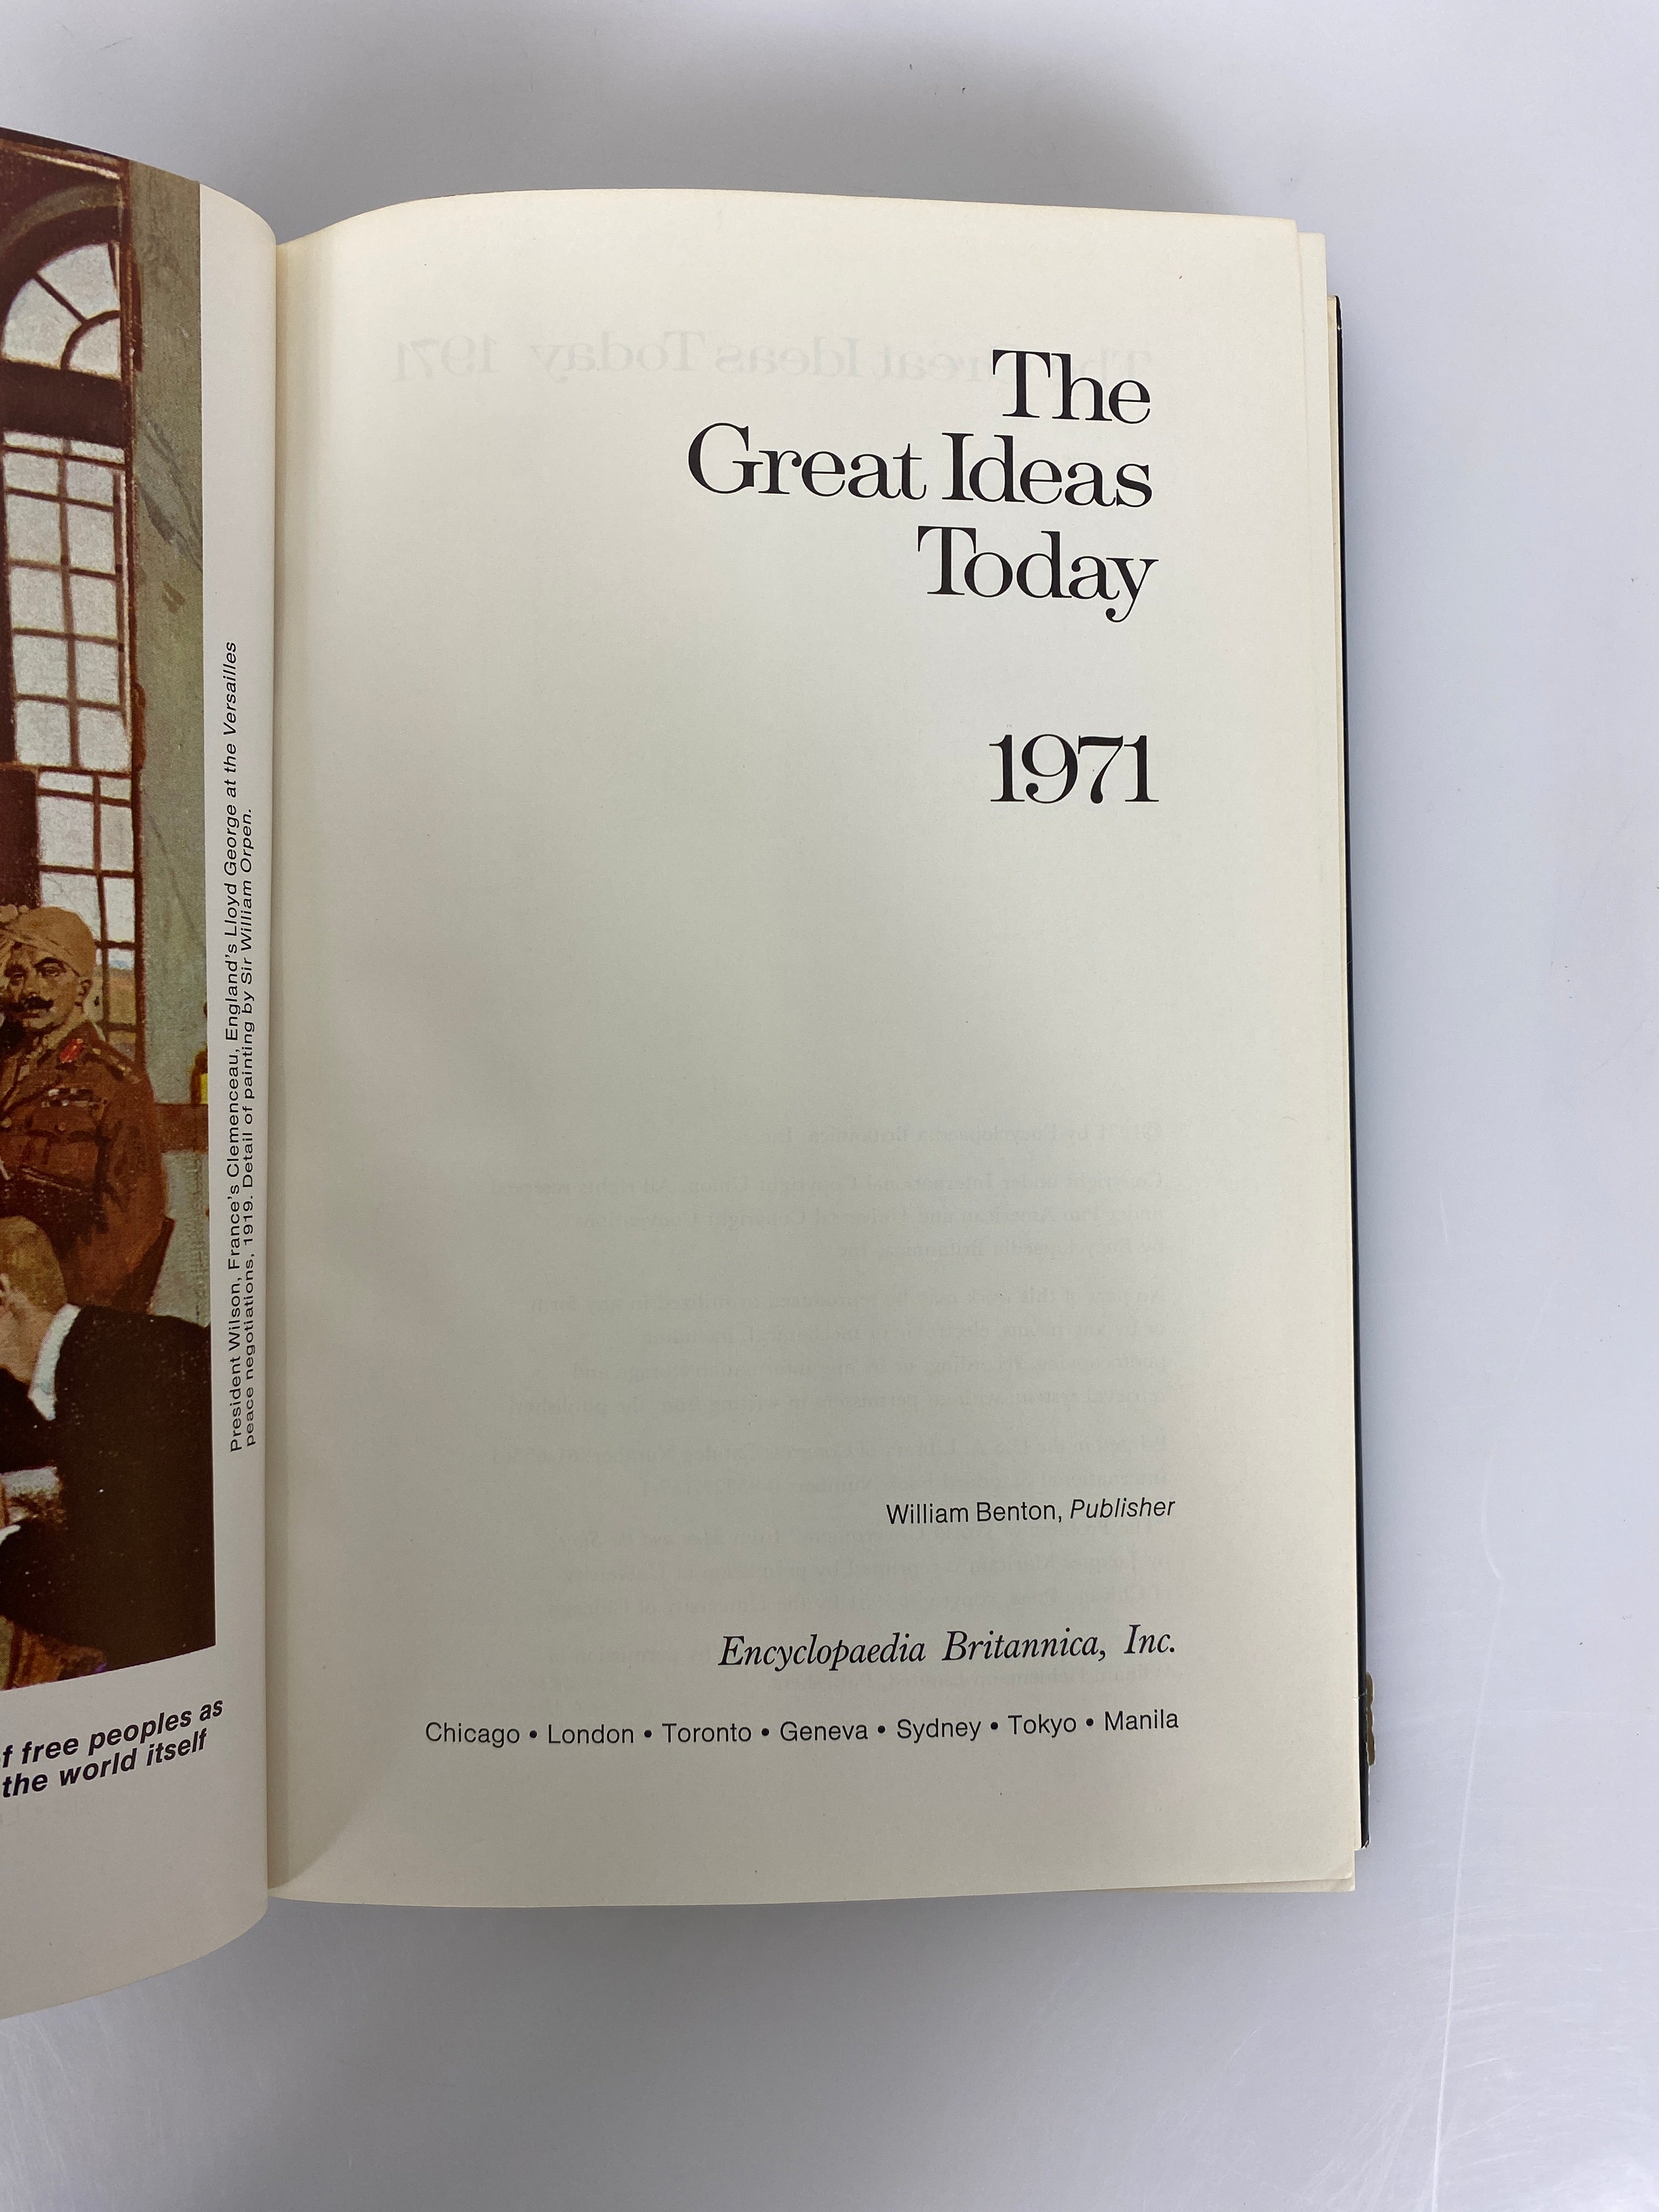 President Wilson, France's Clemenceau, England's Lloyd George at the Versailles
peace negotiations, 1919. Detail of painting by Sir William Orpen.
f free peoples as
the world itself
The
Great Ideas
Today
1971
William Benton, Publisher
Encyclopaedia Britannica, Inc.
Chicago • London • Toronto • Geneva • Sydney • Tokyo • Manila